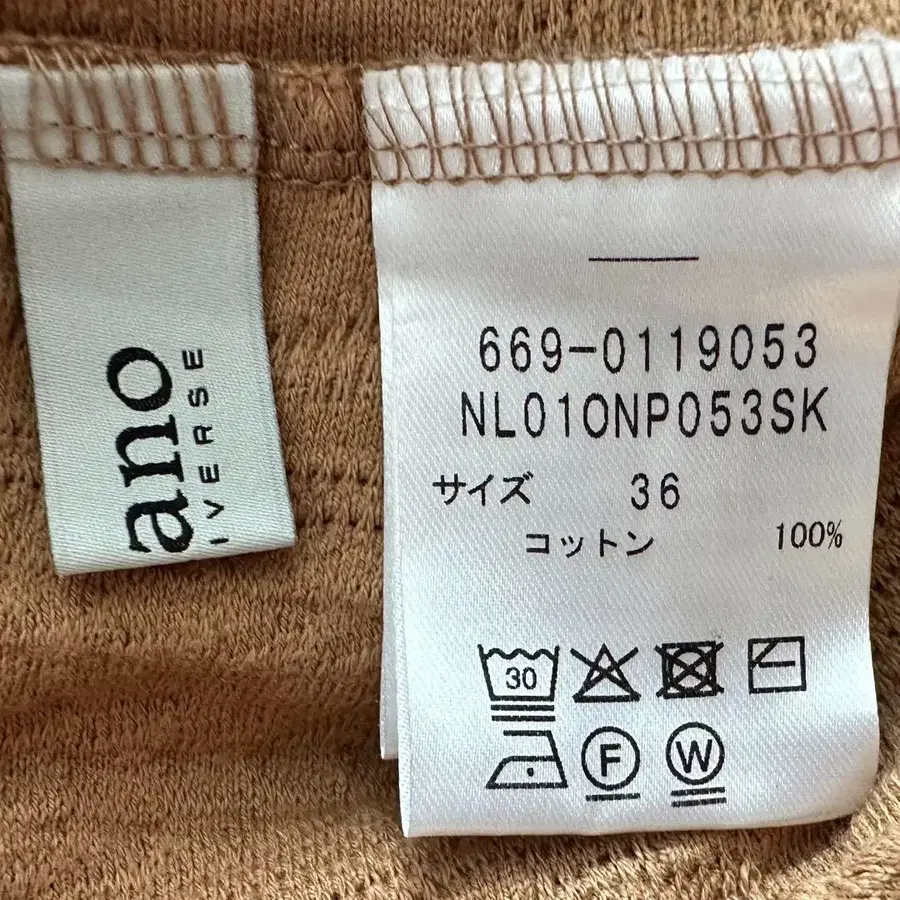 ano
IVERSE
669-0119053
NL010NP053SK
サイズ 36
コットン 100%
30
F
W